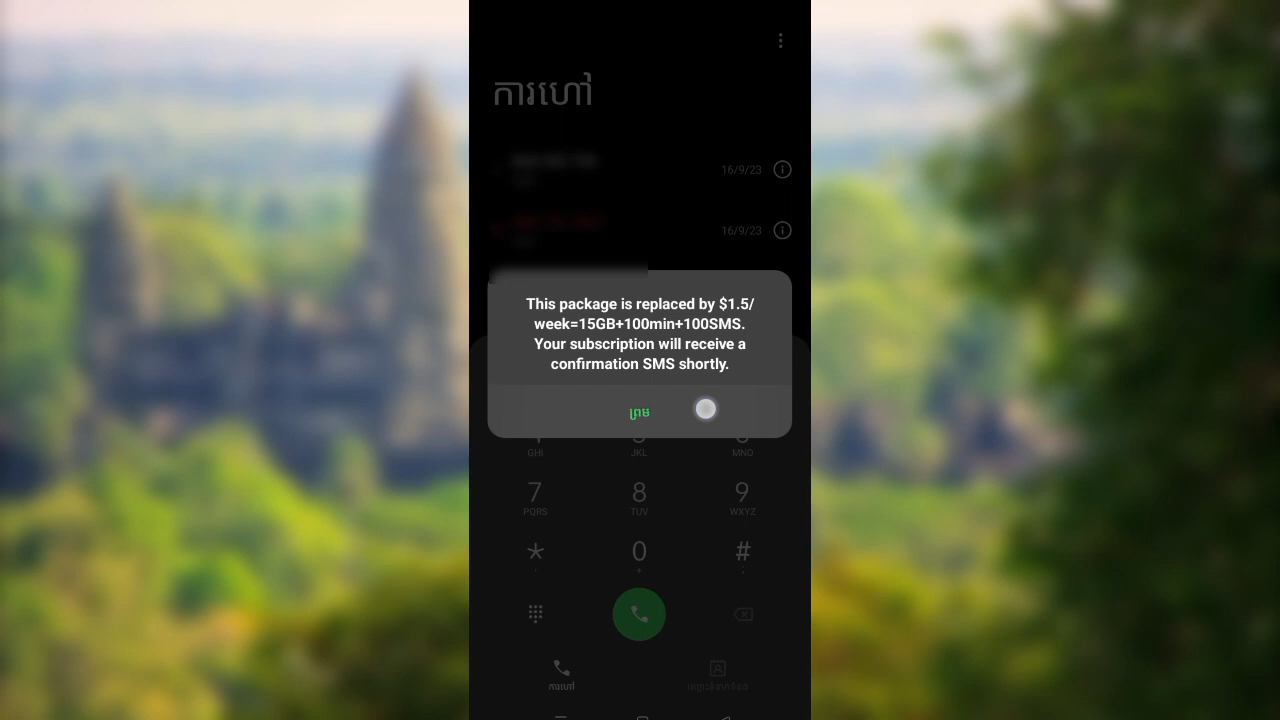 ការហៅ
16/9/23
16/9/23
This package is replaced by $1.5/
week=15GB+100min+100SMS.
Your subscription will receive a
confirmation SMS shortly.
ព្រម
GHI
JKL
MNO
7
8
9
PQRS
TUV
WXYZ
*
0
#
+
ការហៅ